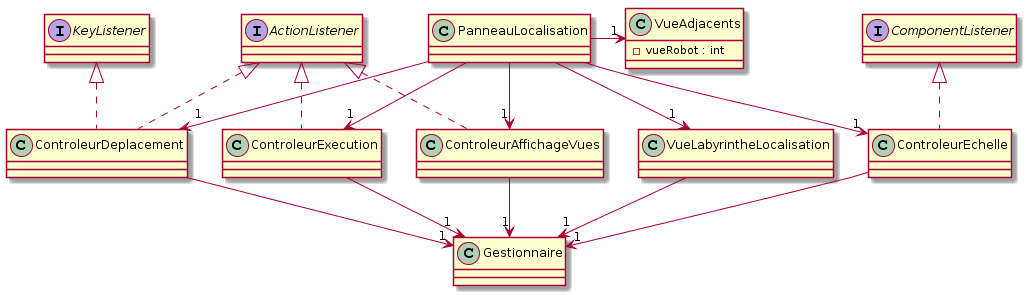 I KeyListener
I ActionListener
C PanneauLocalisation
1
C VueAdjacents
vueRobot : int
I ComponentListener
1
1
1
1
1
C ControleurDeplacement
C ControleurExecution
C ControleurAffichageVues
C VueLabyrintheLocalisation
C ControleurEchelle
1
1
1
1
1
C Gestionnaire